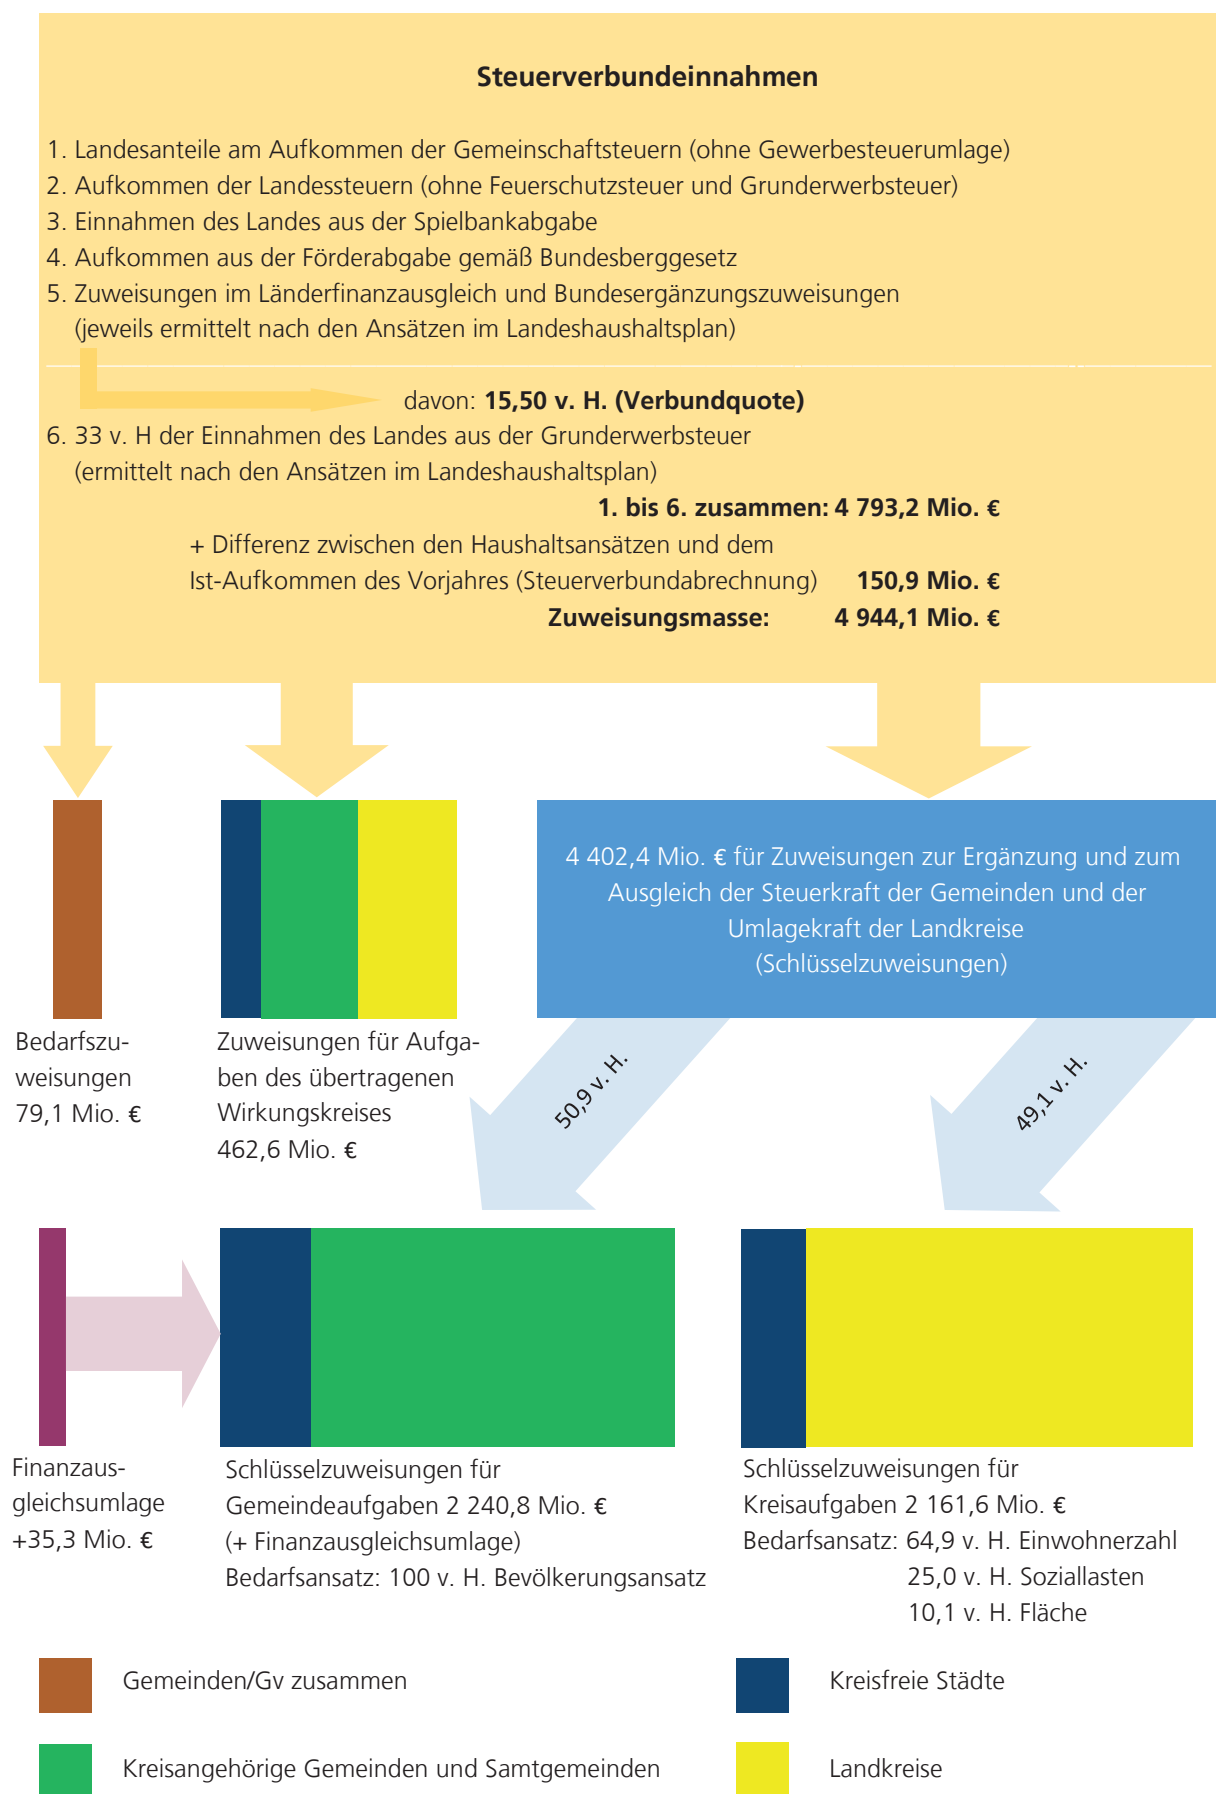 Steuerverbundeinnahmen
1. Landesanteile am Aufkommen der Gemeinschaftsteuern (ohne Gewerbesteuerumlage)
2. Aufkommen der Landessteuern (ohne Feuerschutzsteuer und Grunderwerbsteuer)
3. Einnahmen des Landes aus der Spielbankabgabe
4. Aufkommen aus der Förderabgabe gemäß Bundesberggesetz
5. Zuweisungen im Länderfinanzausgleich und Bundesergänzungszuweisungen
(jeweils ermittelt nach den Ansätzen im Landeshaushaltsplan)
davon: 15,50 v. H. (Verbundquote)
6. 33 v. H der Einnahmen des Landes aus der Grunderwerbsteuer
(ermittelt nach den Ansätzen im Landeshaushaltsplan)
1. bis 6. zusammen: 4 793,2 Mio. €
+ Differenz zwischen den Haushaltsansätzen und dem
Ist-Aufkommen des Vorjahres (Steuerverbundabrechnung) 150,9 Mio. €
Zuweisungsmasse: 4 944,1 Mio. €
4 402,4 Mio. € für Zuweisungen zur Ergänzung und zum
Ausgleich der Steuerkraft der Gemeinden und der
Umlagekraft der Landkreise
(Schlüsselzuweisungen)
Bedarfszu-
weisungen
79,1 Mio. €
Zuweisungen für Aufga-
ben des übertragenen
Wirkungskreises
462,6 Mio. €
50,9 v. H.
49,1 v. H.
Finanzaus-
gleichsumlage
+35,3 Mio. €
Schlüsselzuweisungen für
Gemeindeaufgaben 2 240,8 Mio. €
(+ Finanzausgleichsumlage)
Bedarfsansatz: 100 v. H. Bevölkerungsansatz
Schlüsselzuweisungen für
Kreisaufgaben 2 161,6 Mio. €
Bedarfsansatz: 64,9 v. H. Einwohnerzahl
25,0 v. H. Soziallasten
10,1 v. H. Fläche
Gemeinden/Gv zusammen
Kreisfreie Städte
Kreisangehörige Gemeinden und Samtgemeinden
Landkreise